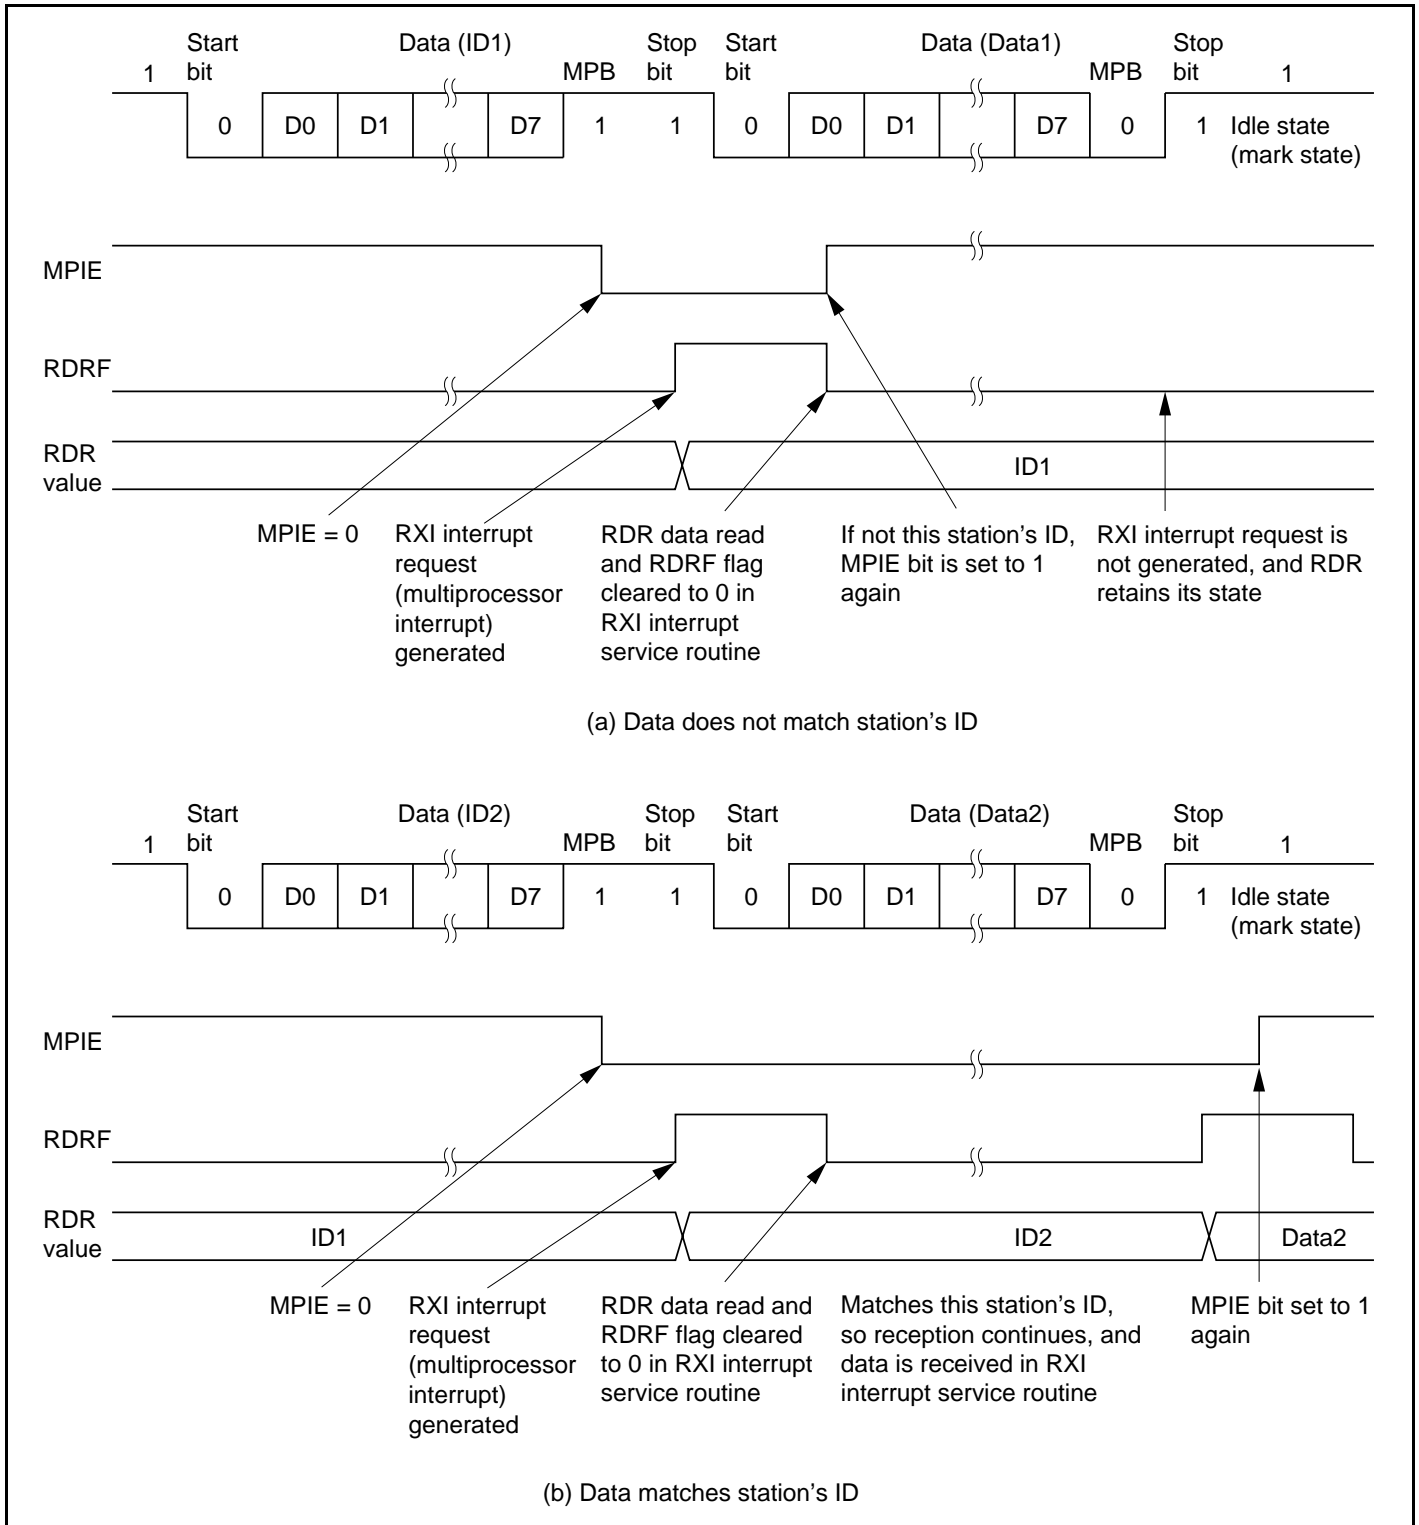 Start Data (ID1) Stop Start Data (Data1) Stop
1 bit MPB bit bit MPB bit 1
0 D0 D1 D7 1 1 0 D0 D1 D7 0 1 Idle state
(mark state)
MPIE
RDRF
RDR
value
ID1
MPIE = 0
RXI interrupt
request
(multiprocessor
interrupt)
generated
RDR data read
and RDRF flag
cleared to 0 in
RXI interrupt
service routine
If not this station’s ID,
MPIE bit is set to 1
again
RXI interrupt request is
not generated, and RDR
retains its state
(a) Data does not match station’s ID
Start Data (ID2) Stop Start Data (Data2) Stop
1 bit MPB bit bit MPB bit 1
0 D0 D1 D7 1 1 0 D0 D1 D7 0 1 Idle state
(mark state)
MPIE
RDRF
RDR
value
ID1 ID2 Data2
MPIE = 0
RXI interrupt
request
(multiprocessor
interrupt)
generated
RDR data read and
RDRF flag cleared
to 0 in RXI interrupt
service routine
Matches this station’s ID,
so reception continues, and
data is received in RXI
interrupt service routine
MPIE bit set to 1
again
(b) Data matches station’s ID